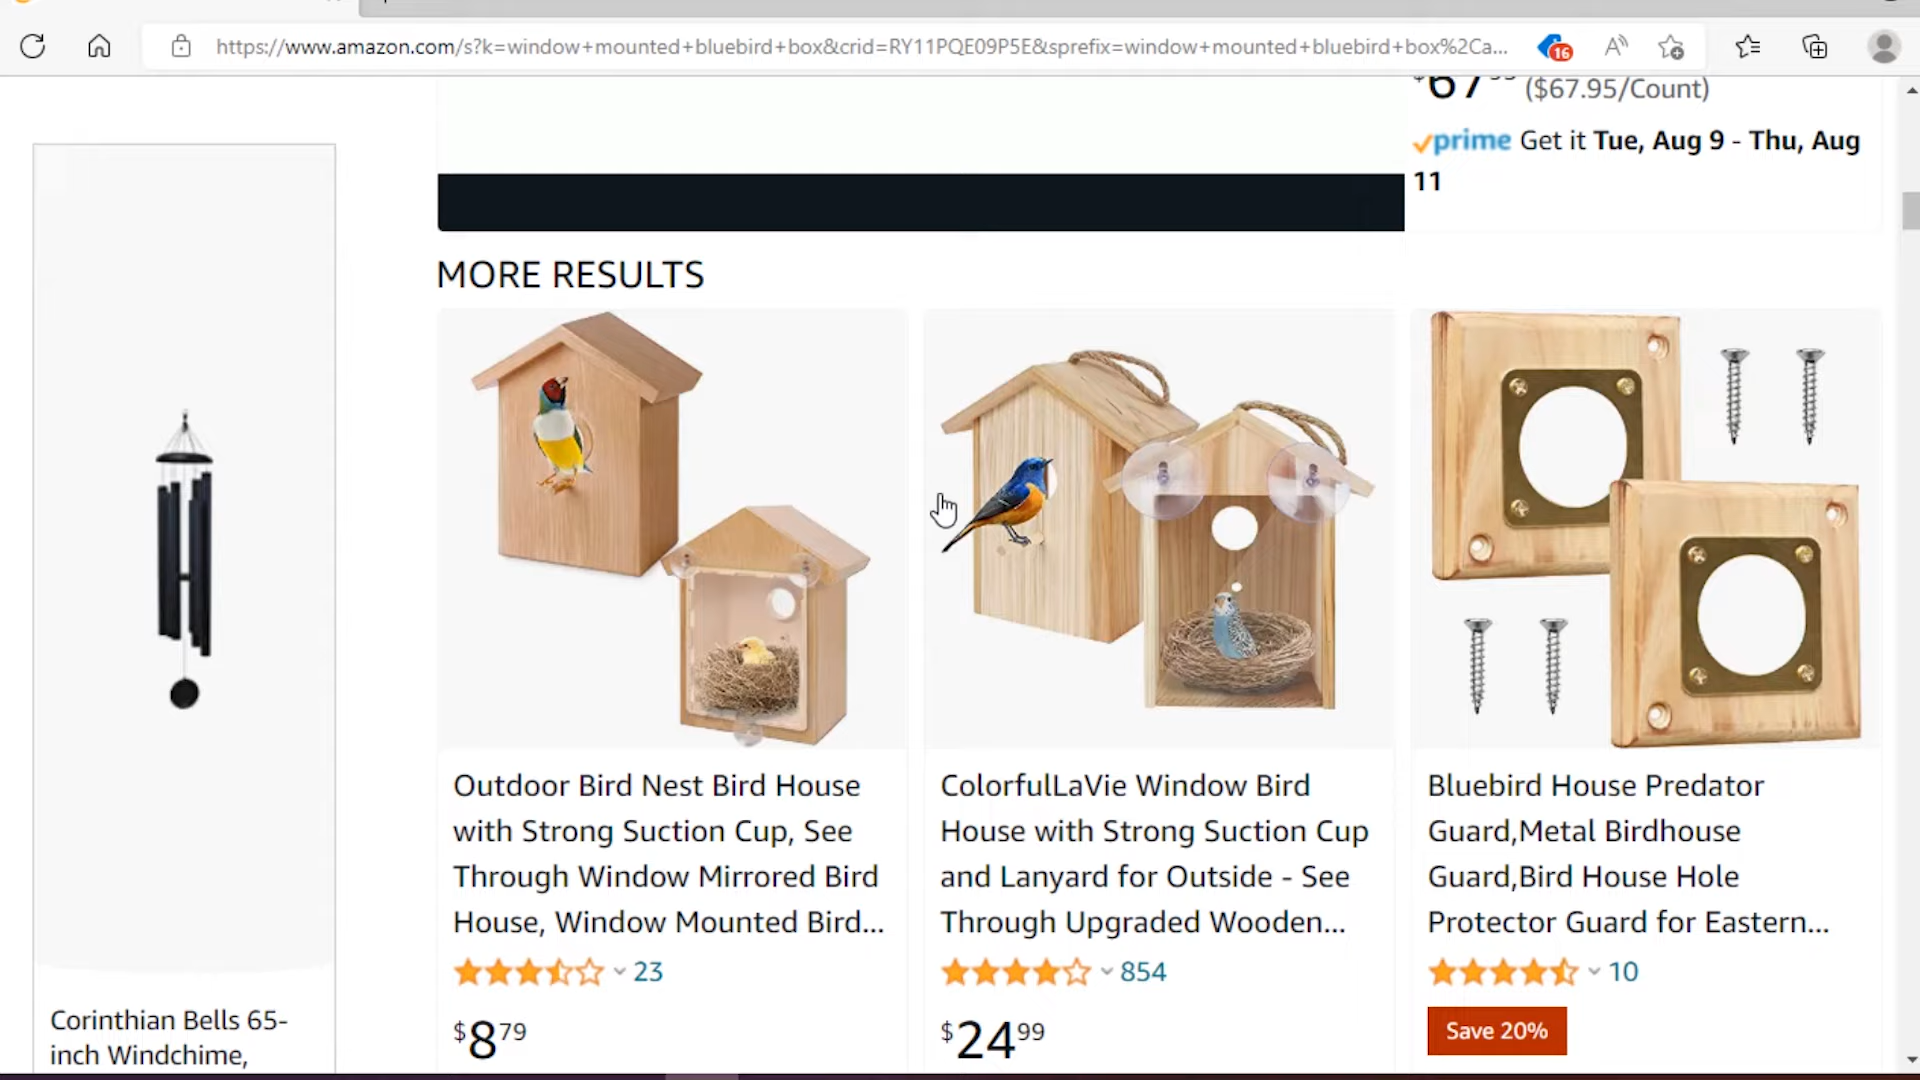 https://www.amazon.com/s?k=window+mounted+bluebird+box&crid=RY11PQE09P5E&sprefix=window+mounted+bluebird+box%2Ca...
16
($67.95/Count)
prime Get it Tue, Aug 9 - Thu, Aug
11
MORE RESULTS
Outdoor Bird Nest Bird House
with Strong Suction Cup, See
Through Window Mirrored Bird
House, Window Mounted Bird...
23
$8 79
ColorfulLaVie Window Bird
House with Strong Suction Cup
and Lanyard for Outside - See
Through Upgraded Wooden...
854
$24 99
Bluebird House Predator
Guard,Metal Birdhouse
Guard,Bird House Hole
Protector Guard for Eastern...
10
Save 20%
Corinthian Bells 65-
inch Windchime,